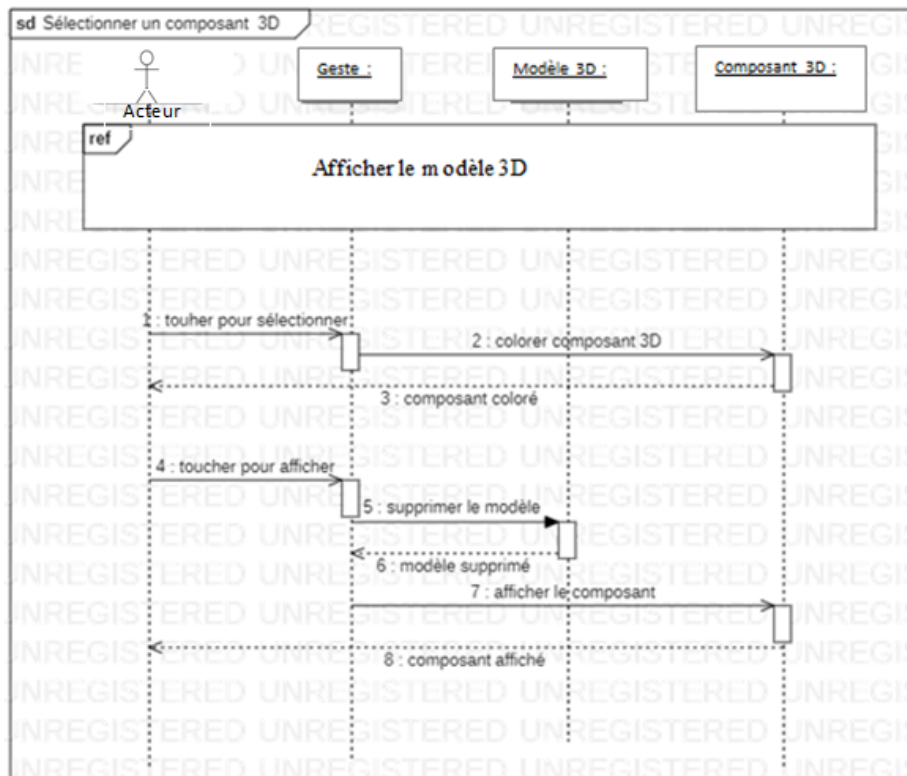 sd Sélectionner un composant 3D
Acteur
Geste :
Modèle 3D :
Composant 3D :
ref
Afficher le modèle 3D
1 : touher pour sélectionner
2 : colorer composant 3D
3 : composant coloré
4 : toucher pour afficher
5 : supprimer le modèle
6 : modèle supprimé
7 : afficher le composant
8 : composant affiché
UNREGISTERED